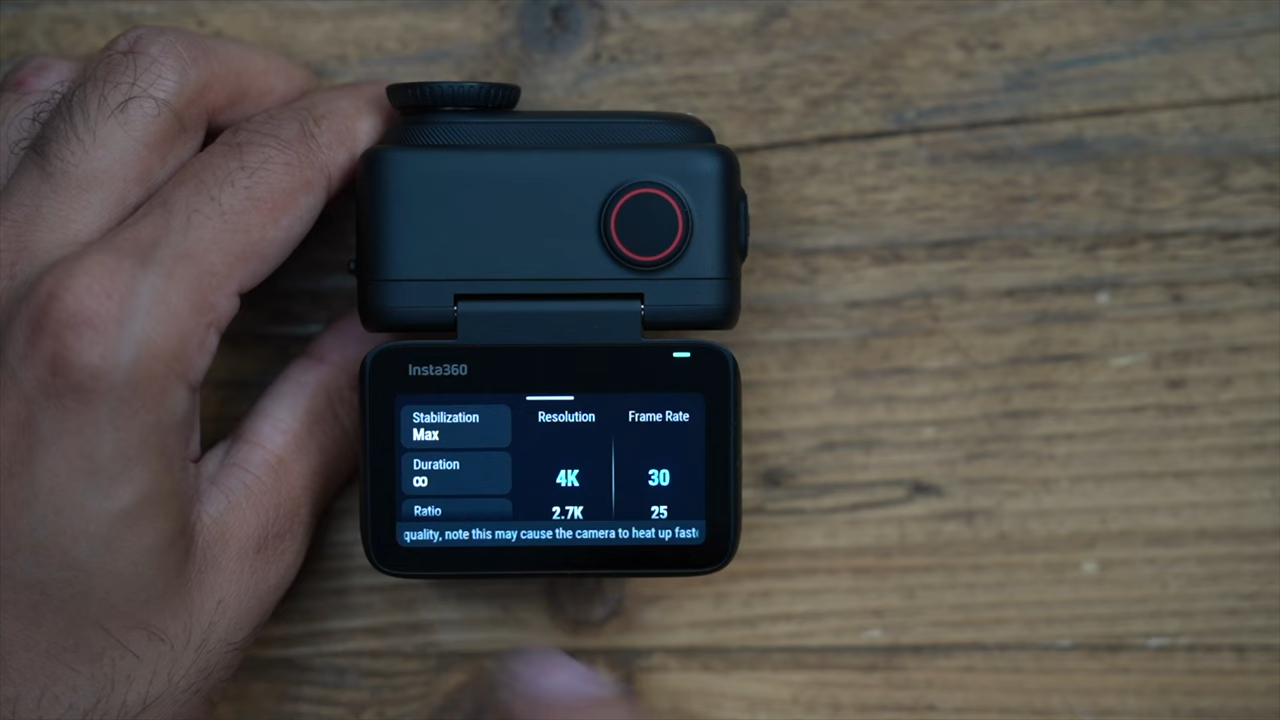 Insta360
Stabilization
Max
Duration
∞
Ratio
Resolution
4K
2.7K
Frame Rate
30
25
quality, note this may cause the camera to heat up fast